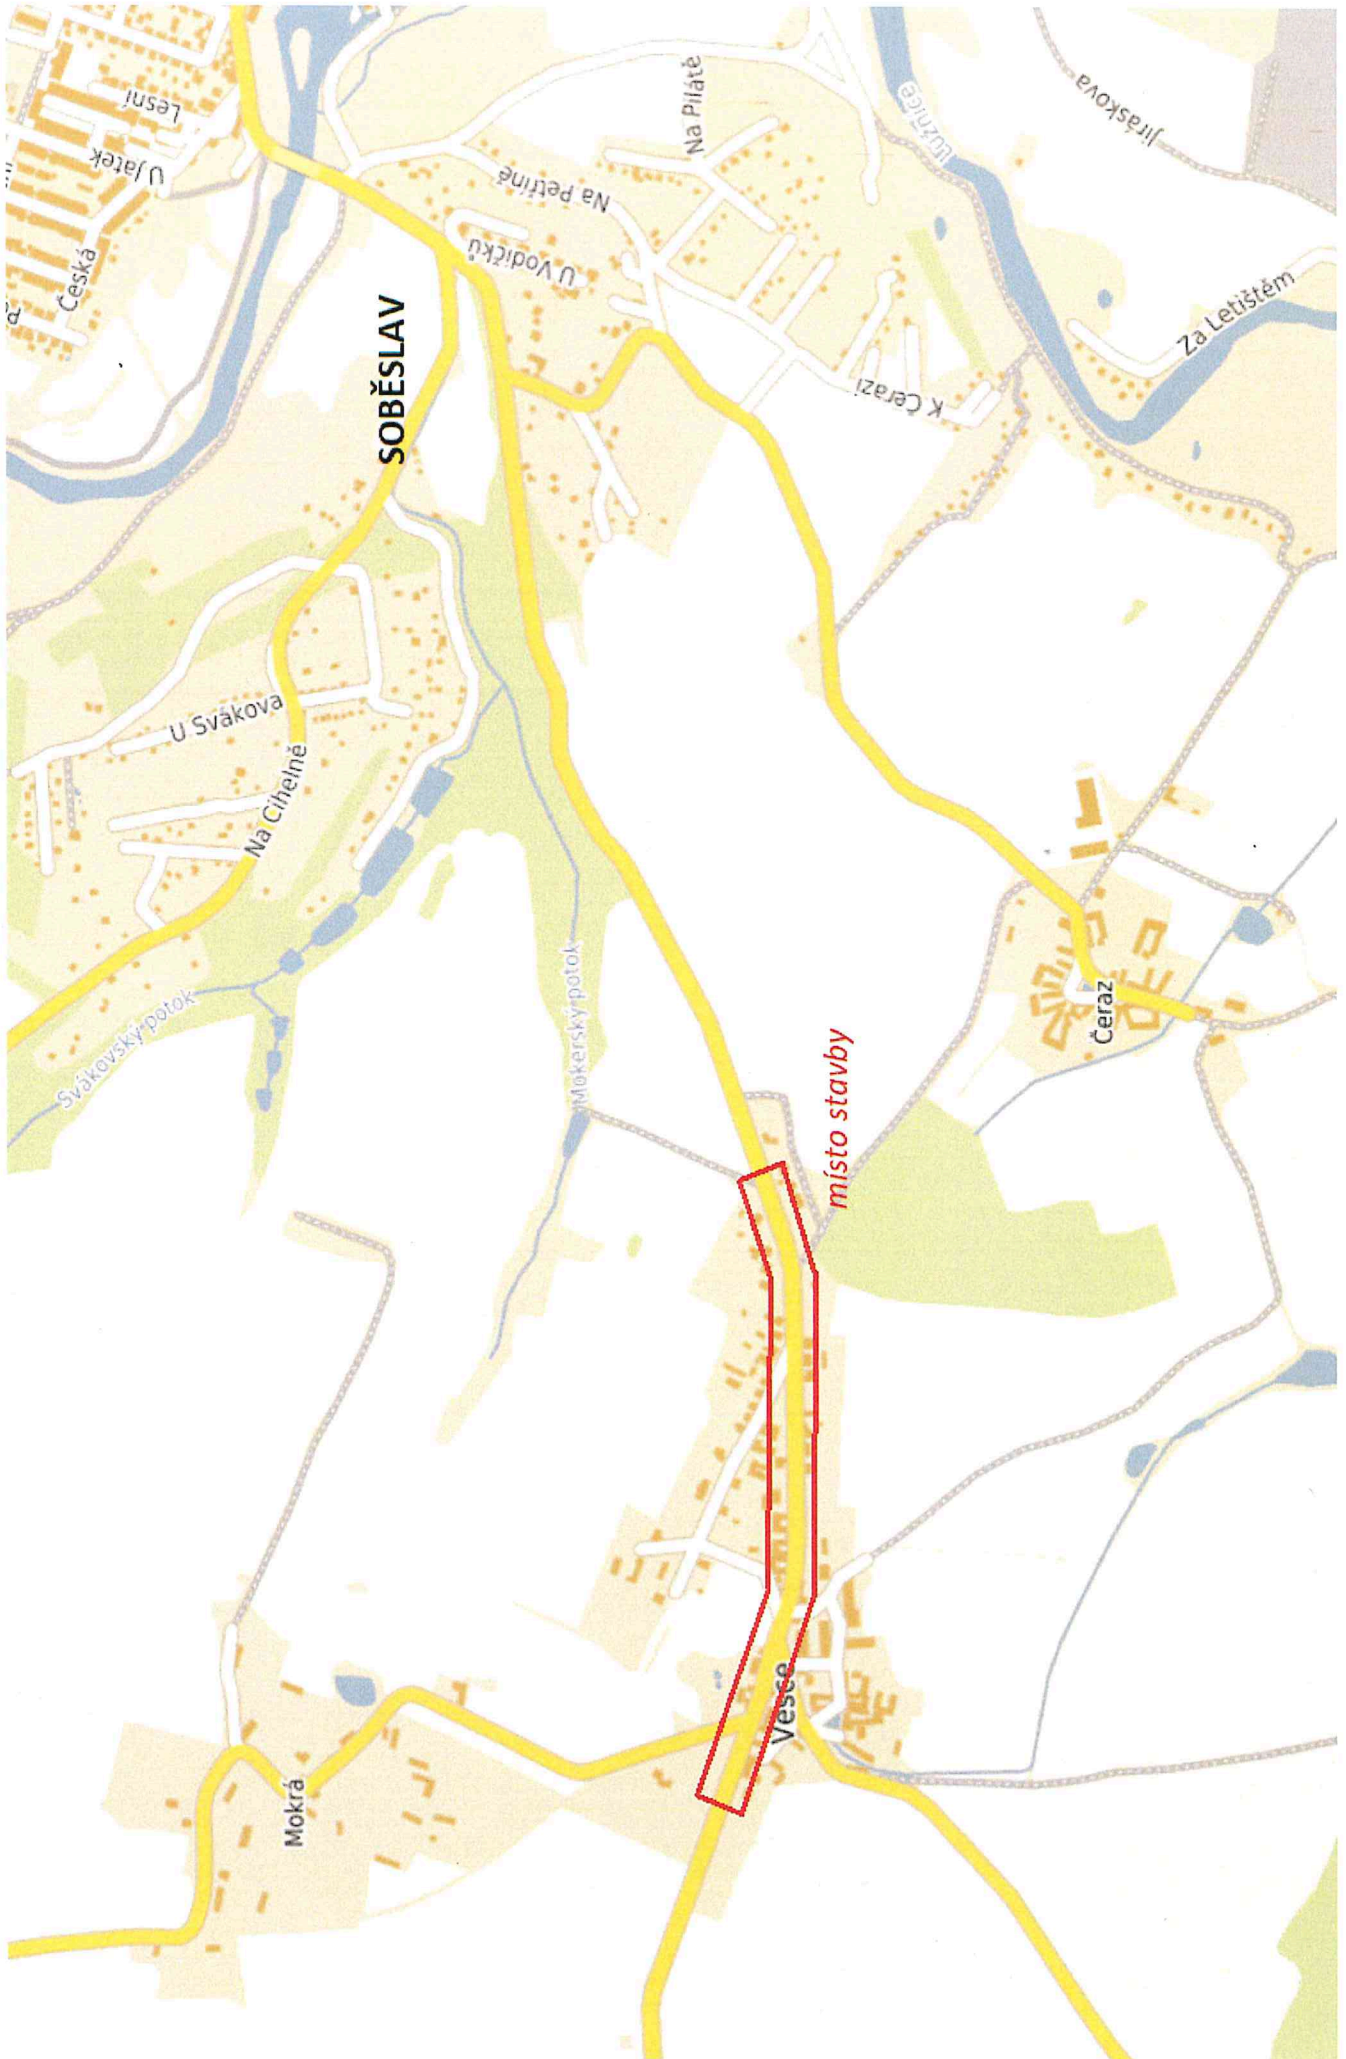 Lesní
U Jatek
Česká
SOBĚSLAV
U Vodičků
Na Petříně
Na Pilátě
Lužnice
Jiráskova
Za Letištěm
K Čerazi
U Svákova
Na Cihelně
Svákovský potok
Mokerský potok
Čeraz
místo stavby
Vesce
Mokrá